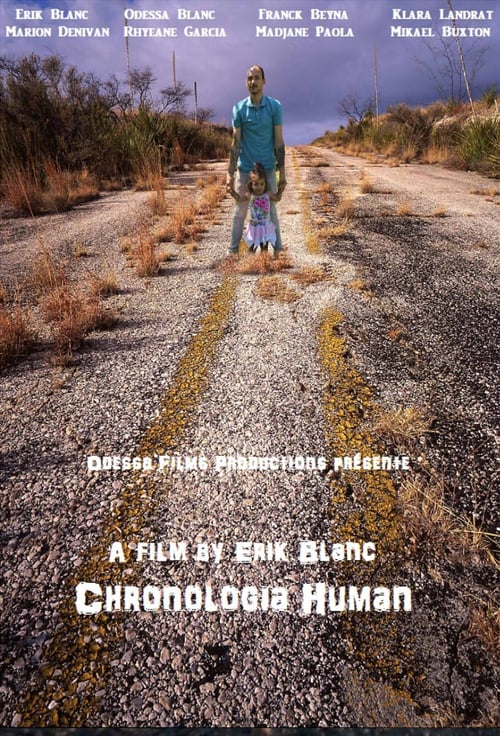 Erik Blanc Odessa Blanc Franck Beyna Klara Landrat
Marion Denivan Rhyeane Garcia Madjane Paola Mikael Buxton
Odessa Films Productions présente
A film by Erik Blanc
Chronologia Human